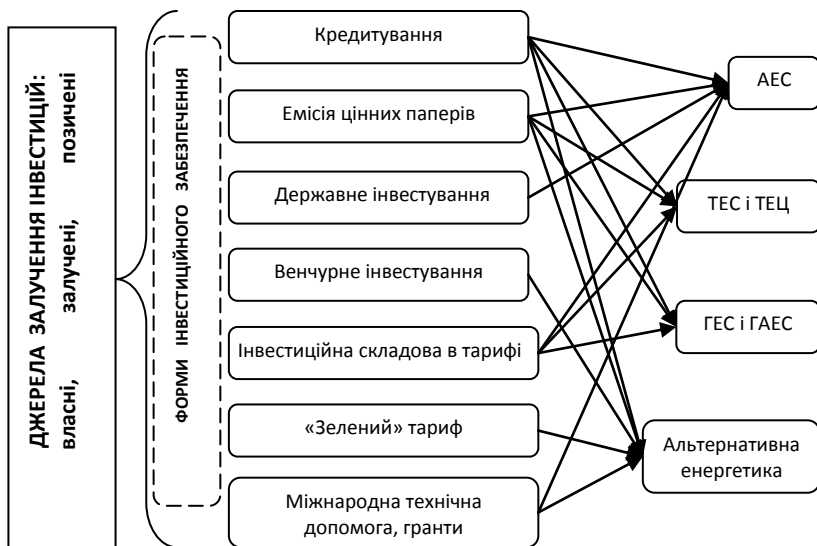 ДЖЕРЕЛА ЗАЛУЧЕННЯ ІНВЕСТИЦІЙ:
власні, залучені, позичені
ФОРМИ ІНВЕСТИЦІЙНОГО ЗАБЕЗПЕЧЕННЯ
Кредитування
Емісія цінних паперів
Державне інвестування
Венчурне інвестування
Інвестиційна складова в тарифі
«Зелений» тариф
Міжнародна технічна
допомога, гранти
АЕС
ТЕС і ТЕЦ
ГЕС і ГАЕС
Альтернативна
енергетика